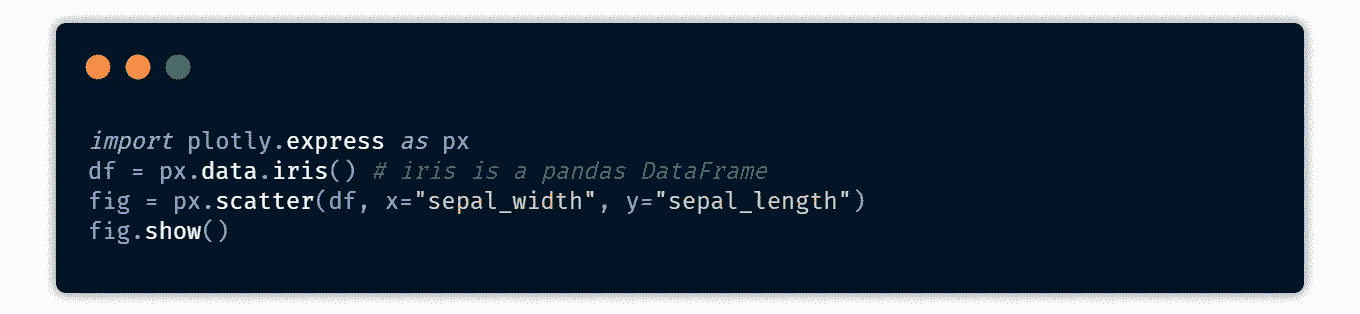 import plotly.express as px
df = px.data.iris() # iris is a pandas DataFrame
fig = px.scatter(df, x="sepal_width", y="sepal_length")
fig.show()